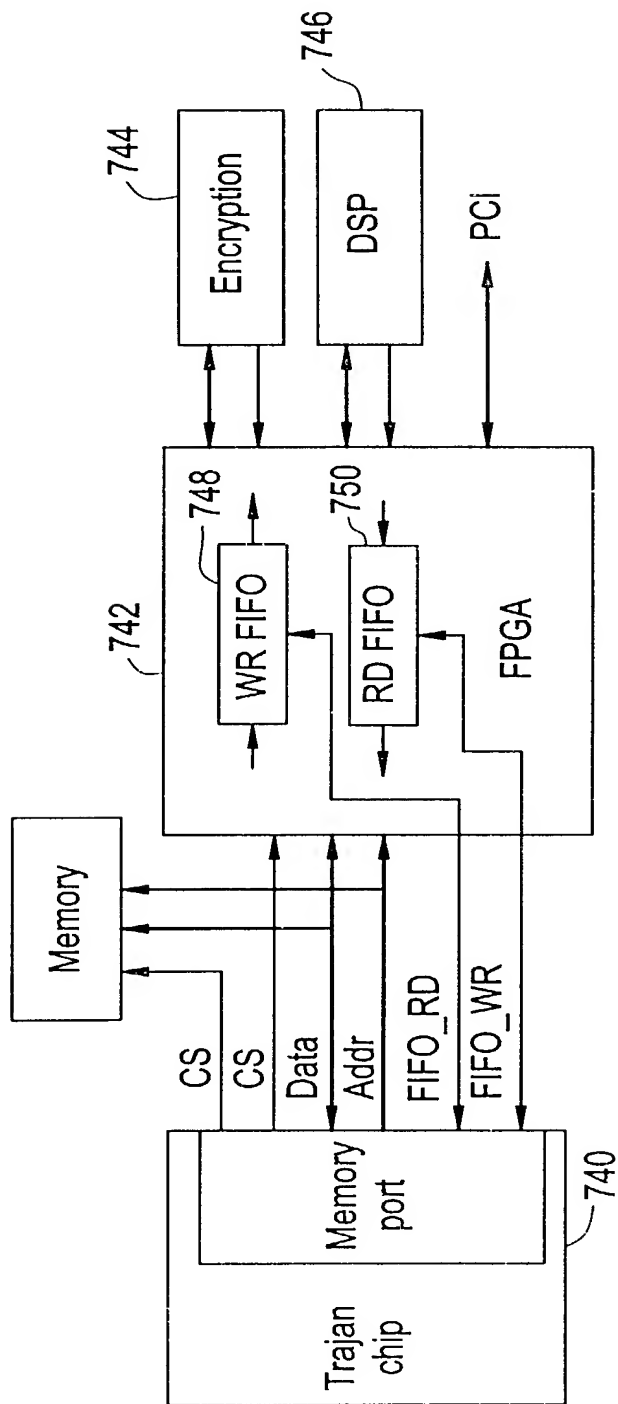 Trajan
chip
740
Memory
port
CS
CS
Data
Addr
FIFO_RD
FIFO_WR
Memory
742
WR FIFO
748
RD FIFO
750
FPGA
Encryption
744
DSP
746
PCi